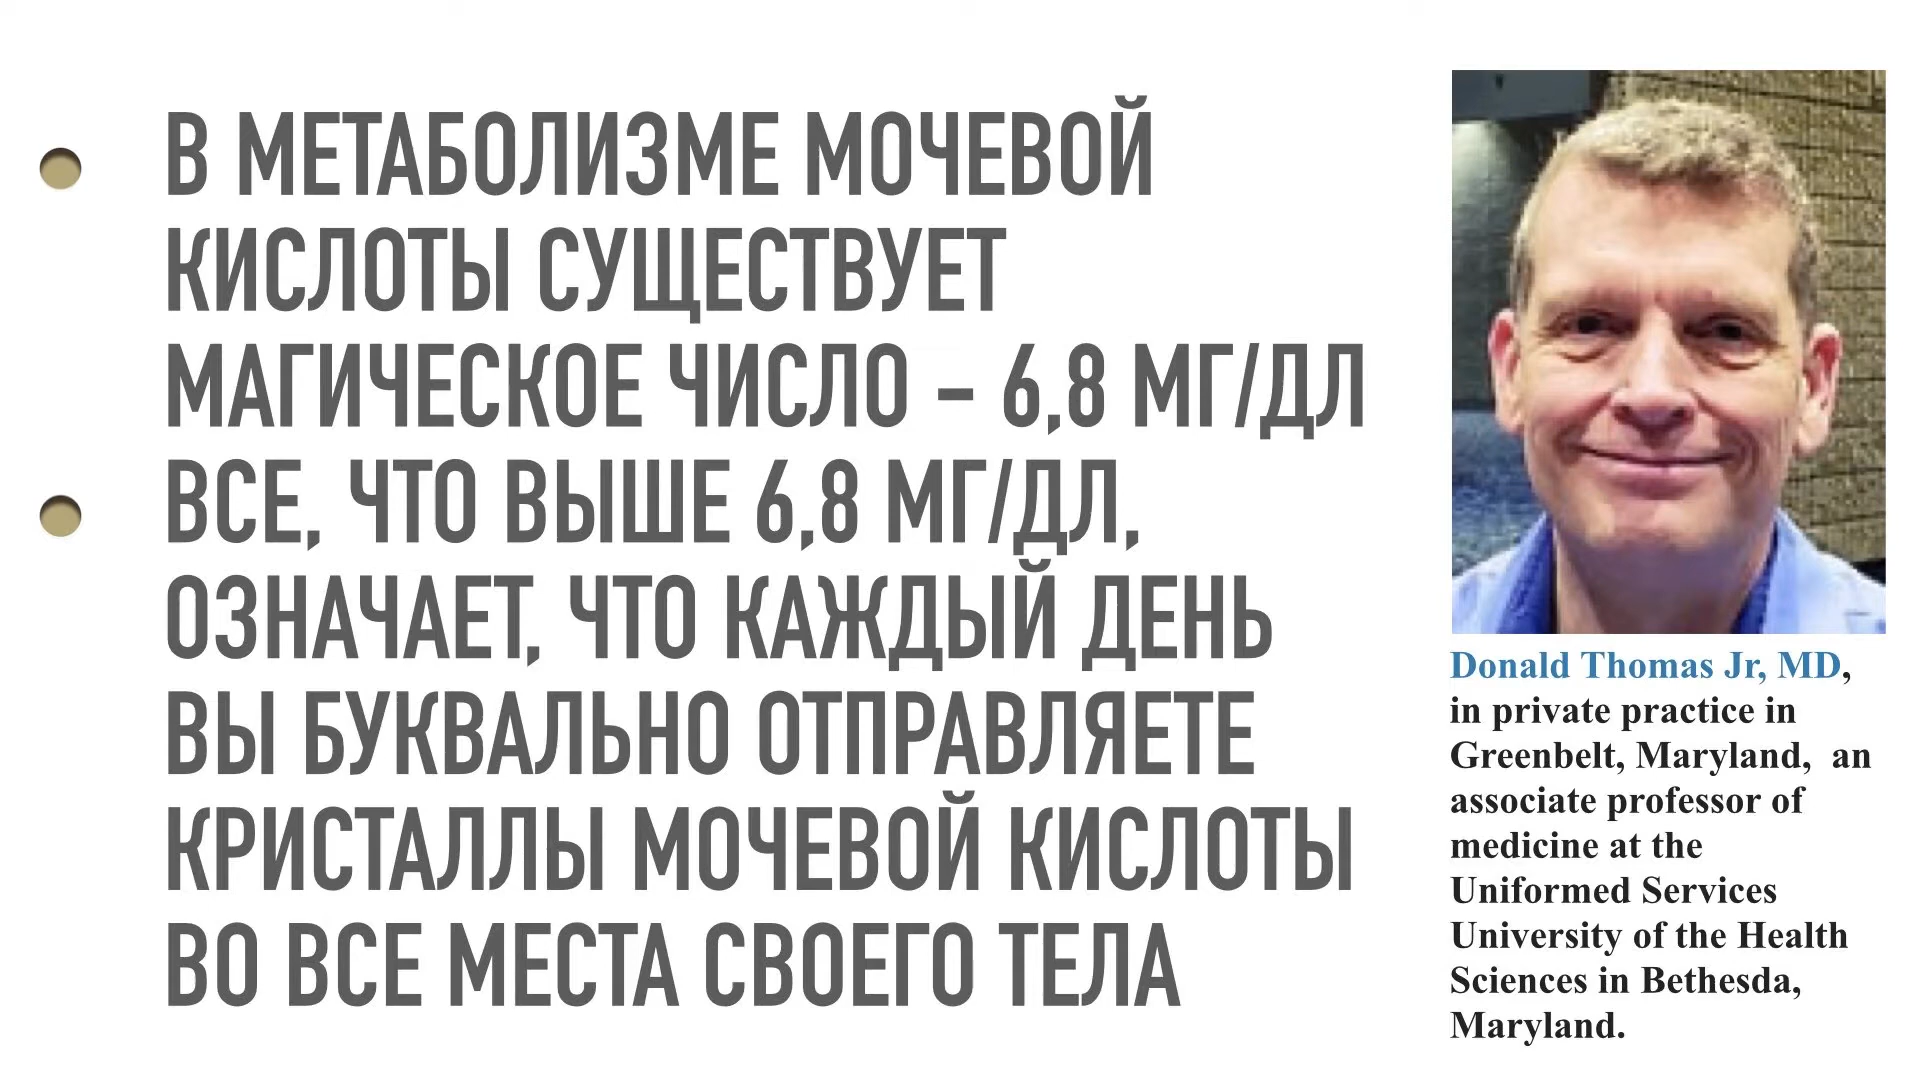 В МЕТАБОЛИЗМЕ МОЧЕВОЙ
КИСЛОТЫ СУЩЕСТВУЕТ
МАГИЧЕСКОЕ ЧИСЛО – 6,8 МГ/ДЛ
ВСЕ, ЧТО ВЫШЕ 6,8 МГ/ДЛ,
ОЗНАЧАЕТ, ЧТО КАЖДЫЙ ДЕНЬ
ВЫ БУКВАЛЬНО ОТПРАВЛЯЕТЕ
КРИСТАЛЛЫ МОЧЕВОЙ КИСЛОТЫ
ВО ВСЕ МЕСТА СВОЕГО ТЕЛА
Donald Thomas Jr, MD,
in private practice in
Greenbelt, Maryland, an
associate professor of
medicine at the
Uniformed Services
University of the Health
Sciences in Bethesda,
Maryland.